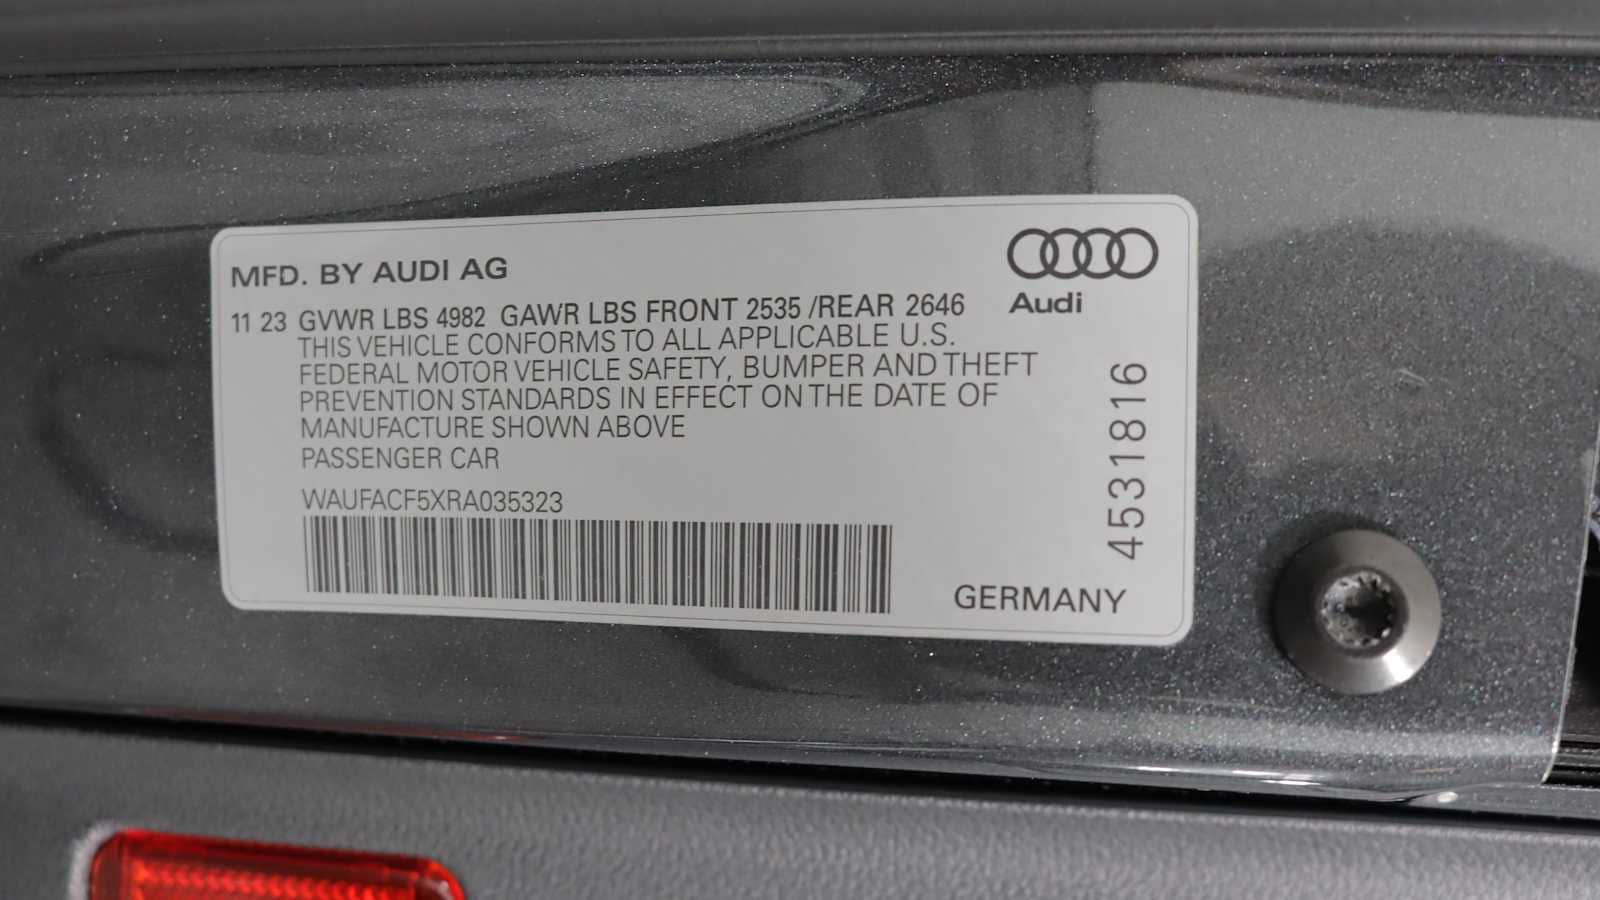 MFD. BY AUDI AG
Audi
11 23 GVWR LBS 4982 GAWR LBS FRONT 2535 /REAR 2646
THIS VEHICLE CONFORMS TO ALL APPLICABLE U.S.
FEDERAL MOTOR VEHICLE SAFETY, BUMPER AND THEFT
PREVENTION STANDARDS IN EFFECT ON THE DATE OF
MANUFACTURE SHOWN ABOVE
PASSENGER CAR
WAUFACF5XRA035323
GERMANY
4531816